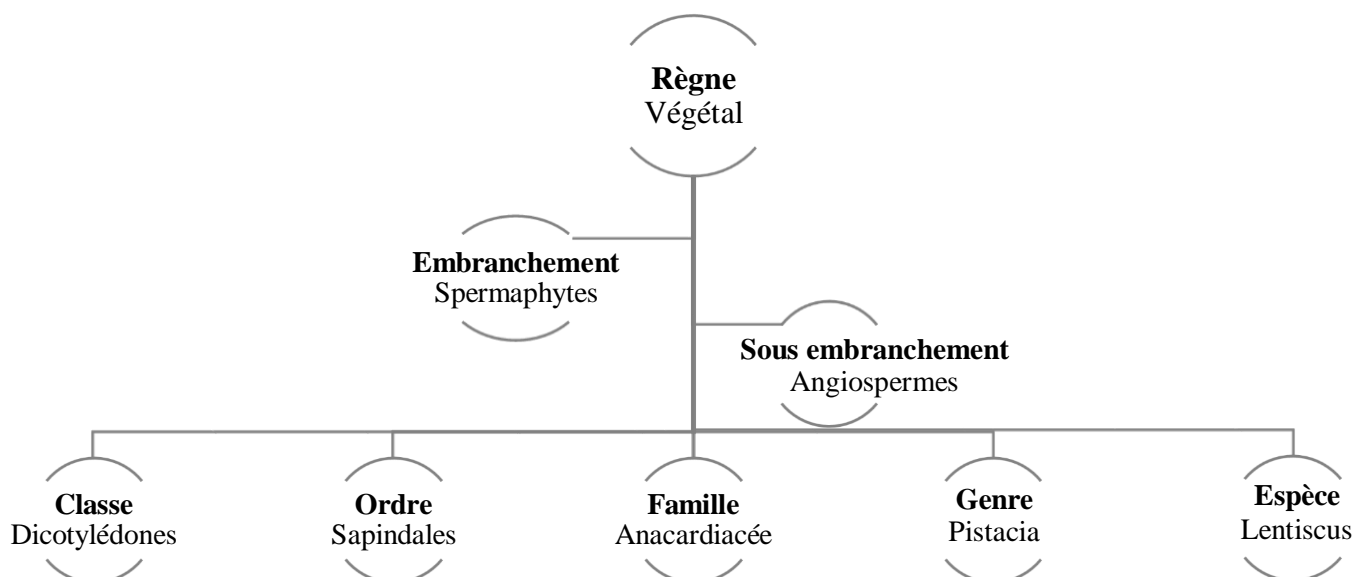 Règne
Végétal
Embranchement
Spermaphytes
Sous embranchement
Angiospermes
Classe
Dicotylédones
Ordre
Sapindales
Famille
Anacardiacée
Genre
Pistacia
Espèce
Lentiscus